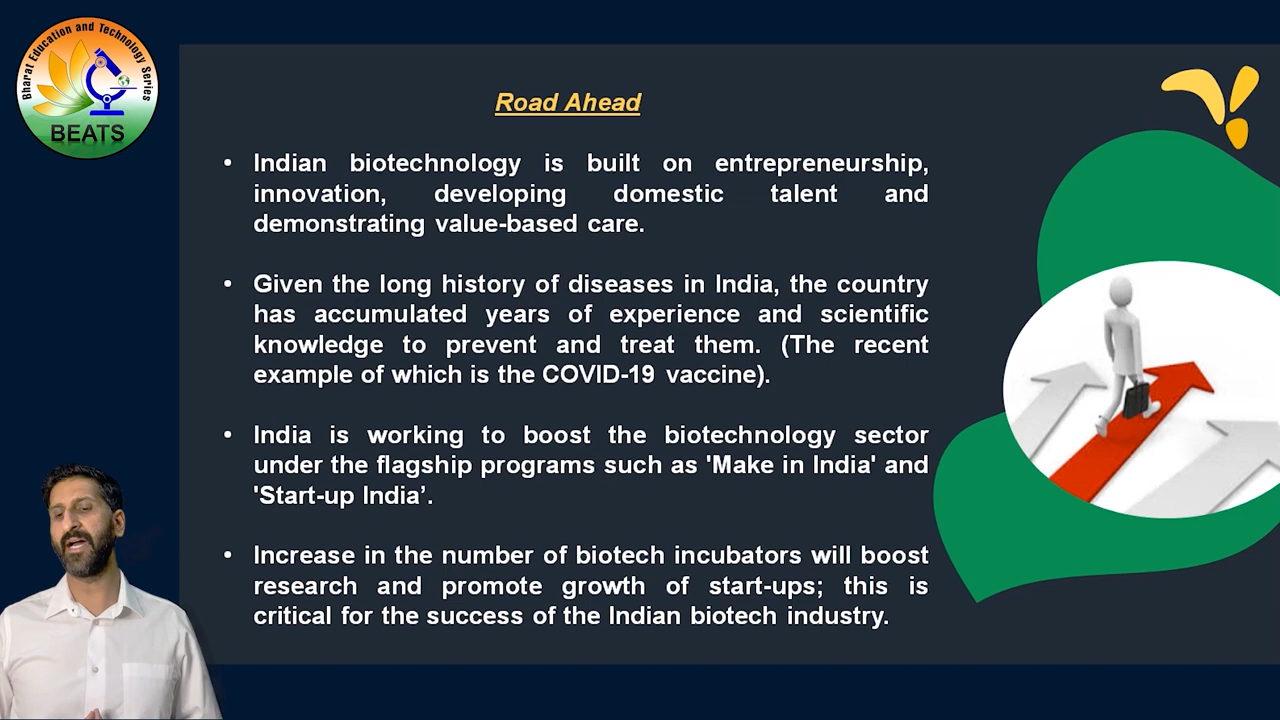 Bharat Education and Technology Series
BEATS
Road Ahead
• Indian biotechnology is built on entrepreneurship,
innovation, developing domestic talent and
demonstrating value-based care.
• Given the long history of diseases in India, the country
has accumulated years of experience and scientific
knowledge to prevent and treat them. (The recent
example of which is the COVID-19 vaccine).
• India is working to boost the biotechnology sector
under the flagship programs such as 'Make in India' and
'Start-up India’.
• Increase in the number of biotech incubators will boost
research and promote growth of start-ups; this is
critical for the success of the Indian biotech industry.